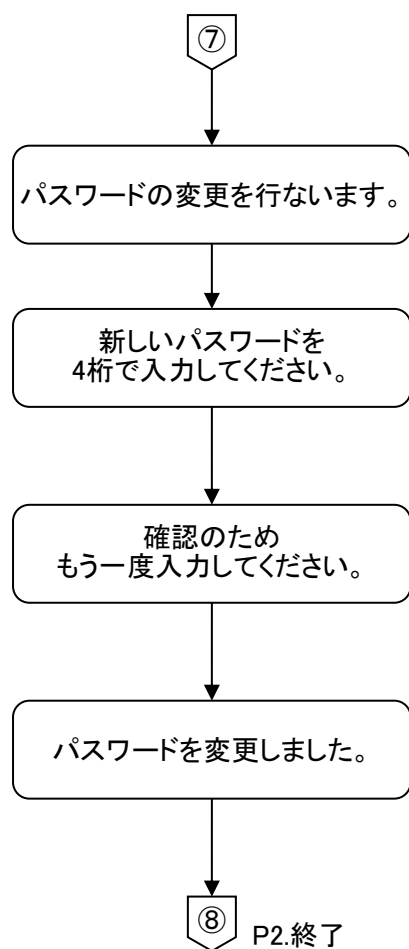 ⑦
パスワードの変更を行ないます。
新しいパスワードを
4桁で入力してください。
確認のため
もう一度入力してください。
パスワードを変更しました。
⑧
P2.終了